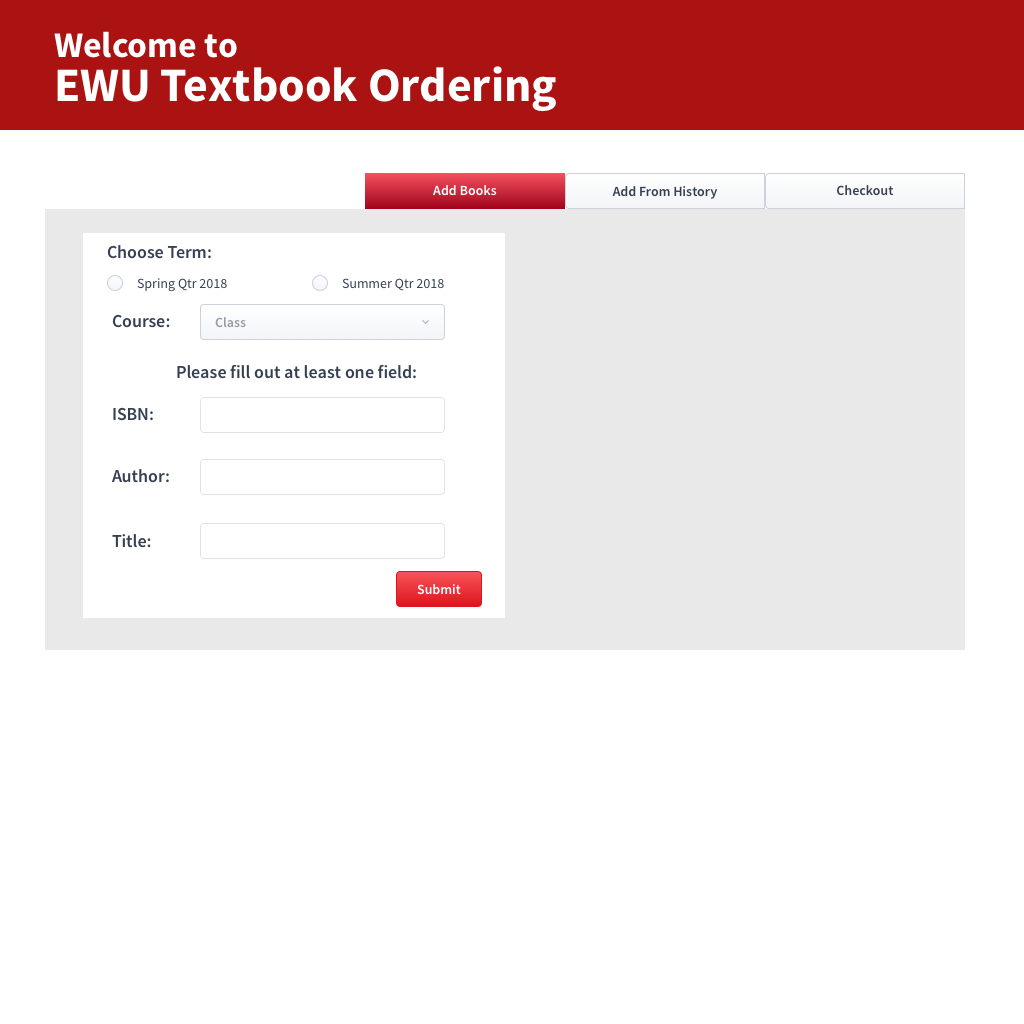 Welcome to
EWU Textbook Ordering
Add Books
Add From History
Checkout
Choose Term:
Spring Qtr 2018
Summer Qtr 2018
Course:
Class
Please fill out at least one field:
ISBN:
Author:
Title:
Submit